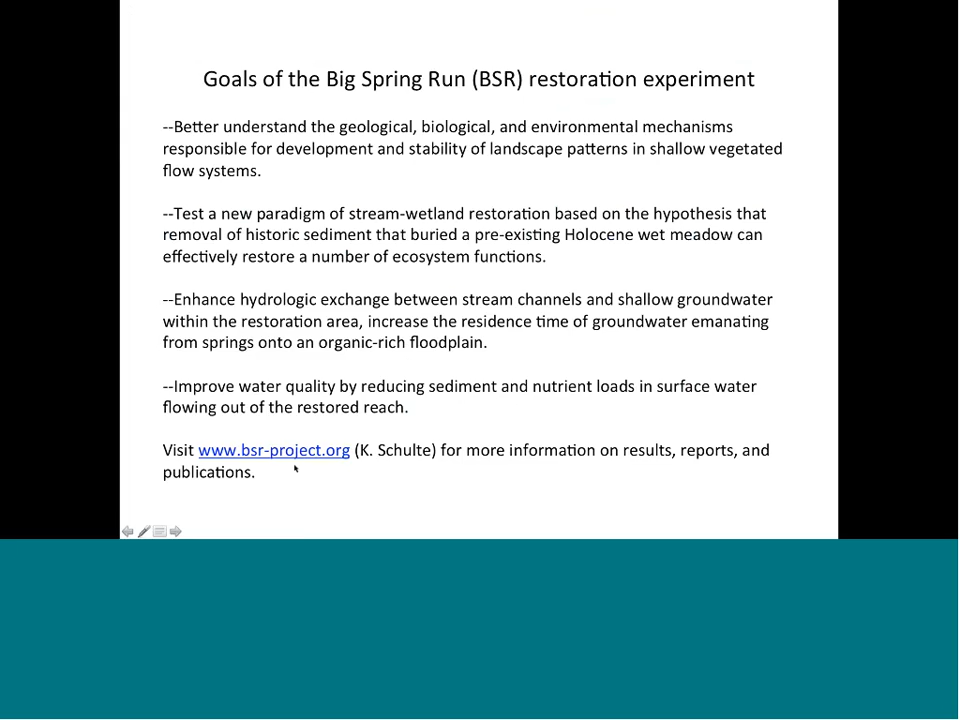 Goals of the Big Spring Run (BSR) restoration experiment
--Better understand the geological, biological, and environmental mechanisms
responsible for development and stability of landscape patterns in shallow vegetated
flow systems.
--Test a new paradigm of stream-wetland restoration based on the hypothesis that
removal of historic sediment that buried a pre-existing Holocene wet meadow can
effectively restore a number of ecosystem functions.
--Enhance hydrologic exchange between stream channels and shallow groundwater
within the restoration area, increase the residence time of groundwater emanating
from springs onto an organic-rich floodplain.
--Improve water quality by reducing sediment and nutrient loads in surface water
flowing out of the restored reach.
Visit www.bsr-project.org (K. Schulte) for more information on results, reports, and
publications.